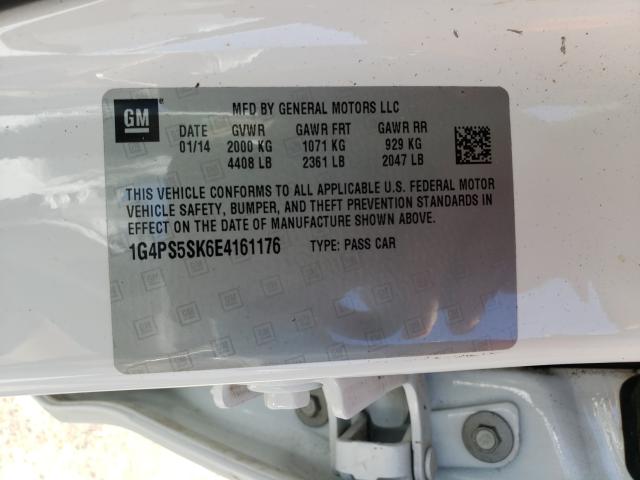 GM
MFD BY GENERAL MOTORS LLC
DATE GVWR GAWR FRT GAWR RR
01/14 2000 KG 1071 KG 929 KG
4408 LB 2361 LB 2047 LB
THIS VEHICLE CONFORMS TO ALL APPLICABLE U.S. FEDERAL MOTOR
VEHICLE SAFETY, BUMPER, AND THEFT PREVENTION STANDARDS IN
EFFECT ON THE DATE OF MANUFACTURE SHOWN ABOVE.
1G4PS5SK6E4161176 TYPE: PASS CAR